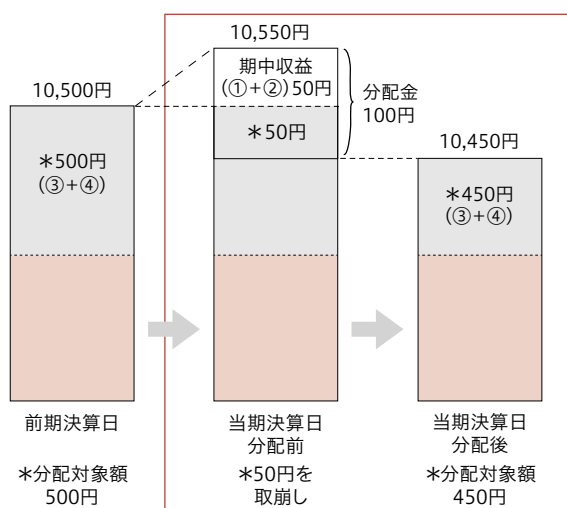 10,550円
期中収益
(①+②)50円
10,500円
分配金
100円
*50円
10,450円
*500円
(③+④)
*450円
(③+④)
前期決算日
当期決算日
分配前
当期決算日
分配後
*分配対象額
500円
*50円を
取崩し
*分配対象額
450円